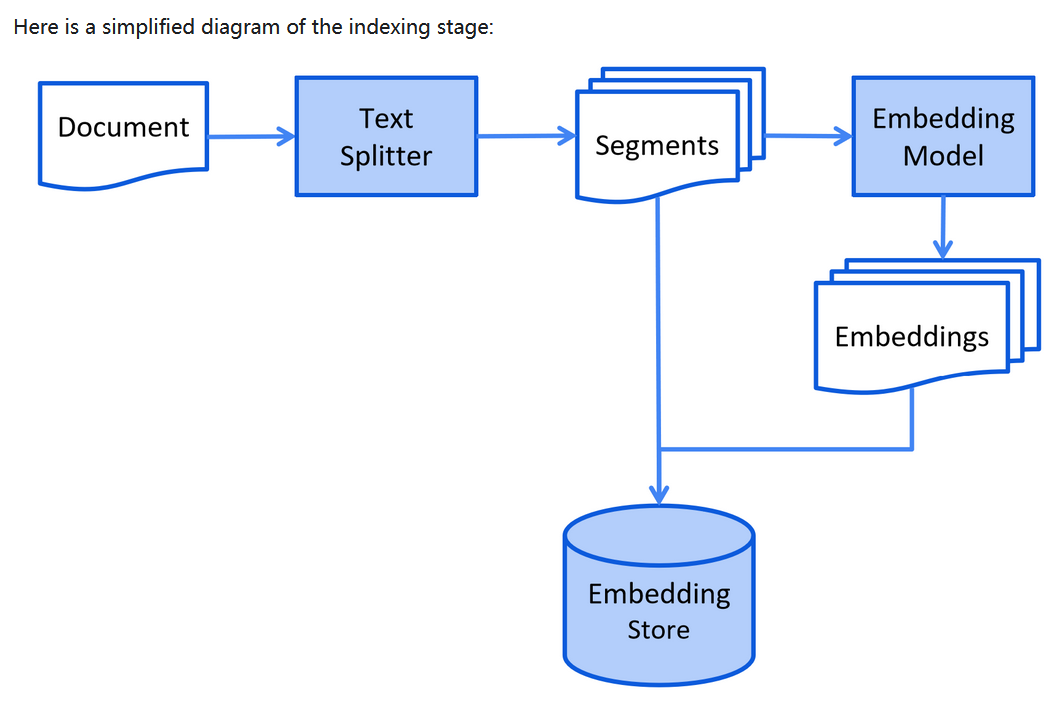 Here is a simplified diagram of the indexing stage:
Document
Text
Splitter
Segments
Embedding
Model
Embeddings
Embedding
Store